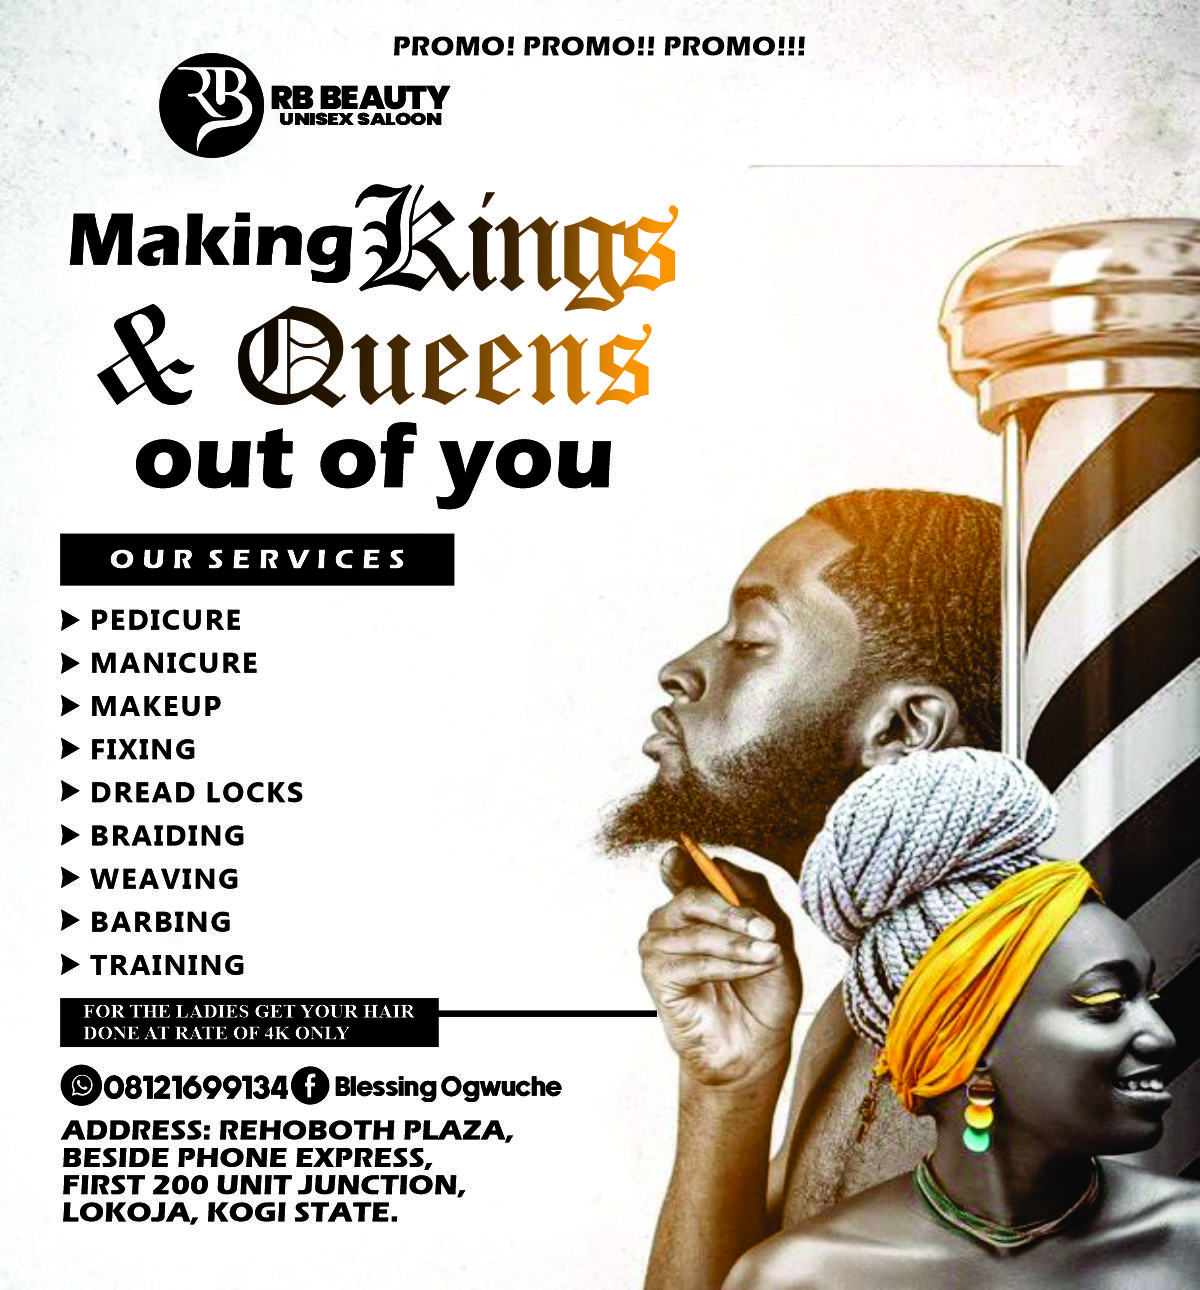 PROMO! PROMO!! PROMO!!!
RB
RB BEAUTY
UNISEX SALOON
Making Kings
& Queens
out of you
OUR SERVICES
PEDICURE
MANICURE
MAKEUP
FIXING
DREAD LOCKS
BRAIDING
WEAVING
BARBING
TRAINING
FOR THE LADIES GET YOUR HAIR
DONE AT RATE OF 4K ONLY
08121699134 f Blessing Ogwuche
ADDRESS: REHOBOTH PLAZA,
BESIDE PHONE EXPRESS,
FIRST 200 UNIT JUNCTION,
LOKOJA, KOGI STATE.